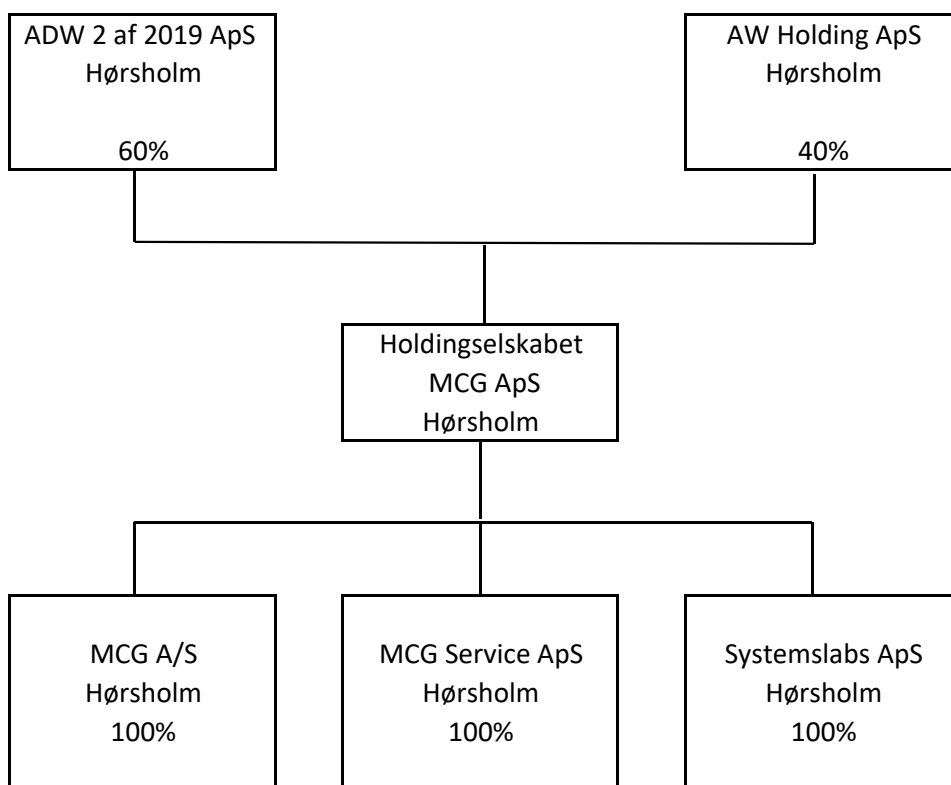 ADW 2 af 2019 ApS
Hørsholm
60%
AW Holding ApS
Hørsholm
40%
Holdingselskabet
MCG ApS
Hørsholm
MCG A/S
Hørsholm
100%
MCG Service ApS
Hørsholm
100%
Systemslabs ApS
Hørsholm
100%